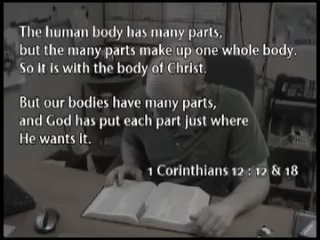 The human body has many parts,
but the many parts make up one whole body.
So it is with the body of Christ.
But our bodies have many parts,
and God has put each part just where
He wants it.
1 Corinthians 12 : 12 & 18